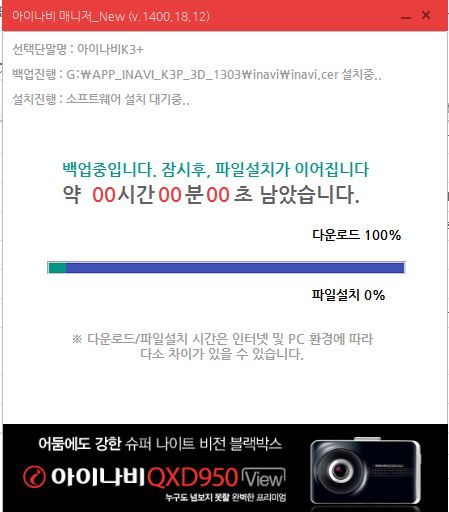 아이나비 매니저_New (v.1400,18,12)
선택단말명 : 아이나비K3+
백업진행 : G:₩APP_INAVI_K3P_3D_1303₩inavi₩inavi.cer 설치중..
설치진행 : 소프트웨어 설치 대기중..
백업중입니다. 잠시후, 파일설치가 이어집니다
약 00시간00분00초 남았습니다.
다운로드 100%
파일설치 0%
※ 다운로드/파일설치 시간은 인터넷 및 PC 환경에 따라
다소 차이가 있을 수 있습니다.
어둠에도 강한 슈퍼 나이트 비전 블랙박스
아이나비 QXD950 View
누구도 넘보지 못할 완벽한 프리미엄